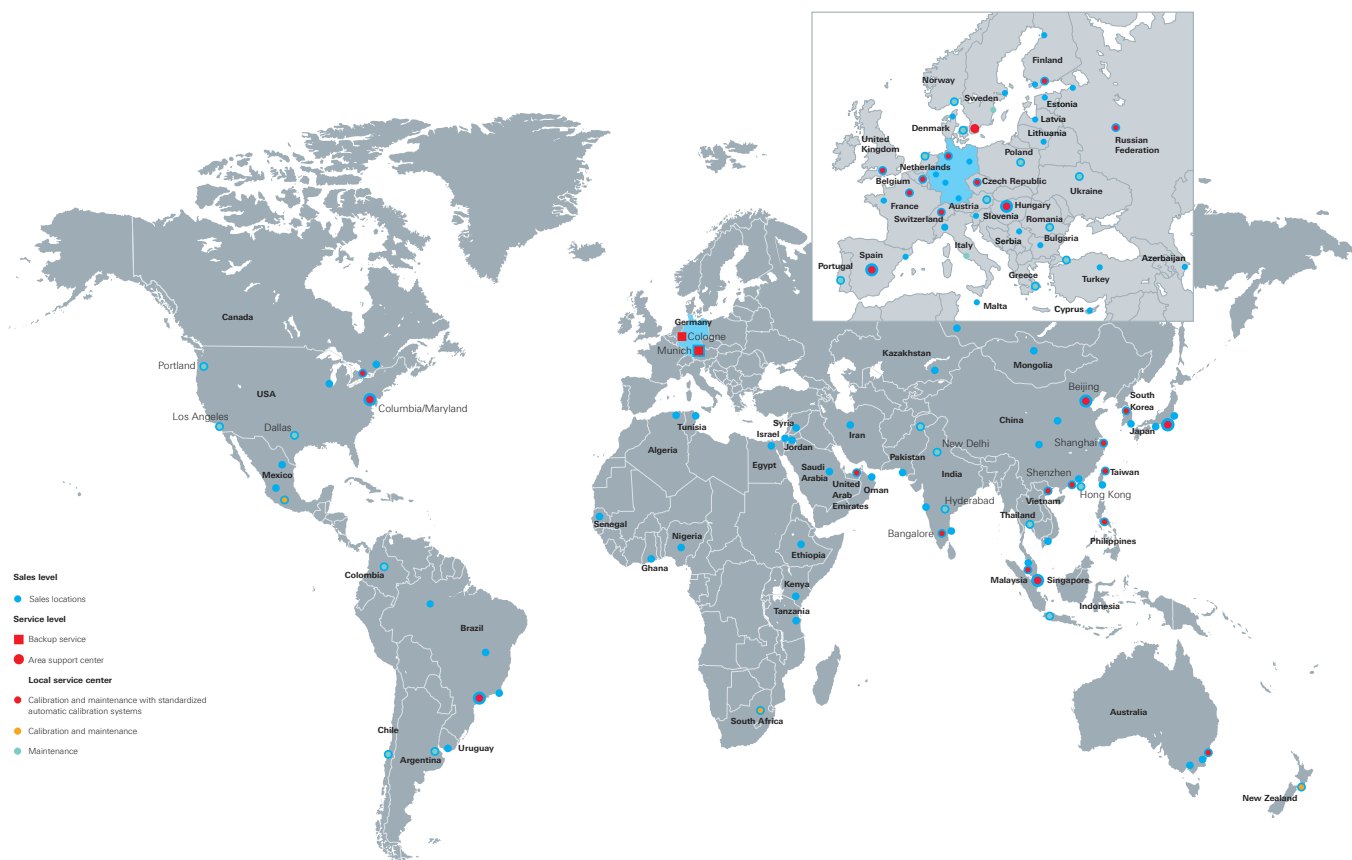 Finland
Norway
Sweden
Estonia
Latvia
Denmark
Lithuania
United
Kingdom
Russian
Federation
Poland
Netherlands
Belgium
Czech Republic
Ukraine
France
Austria
Hungary
Switzerland
Slovenia
Romania
Serbia
Bulgaria
Italy
Spain
Portugal
Azerbaijan
Greece
Turkey
Malta
Cyprus
Canada
Germany
Cologne
Munich
Kazakhstan
Mongolia
Portland
USA
Beijing
South
Korea
Columbia/Maryland
Los Angeles
Dallas
Tunisia
Syria
Israel
Jordan
Iran
China
Japan
Shanghai
New Delhi
Algeria
Egypt
Pakistan
Saudi
Arabia
United
Arab
Emirates
Oman
India
Shenzhen
Taiwan
Mexico
Hong Kong
Vietnam
Hyderabad
Thailand
Senegal
Nigeria
Bangalore
Philippines
Ethiopia
Ghana
Colombia
Kenya
Malaysia
Singapore
Tanzania
Indonesia
Brazil
Sales level
Sales locations
Service level
Backup service
Area support center
Local service center
Calibration and maintenance with standardized
automatic calibration systems
Calibration and maintenance
Maintenance
South Africa
Australia
Chile
Uruguay
Argentina
New Zealand